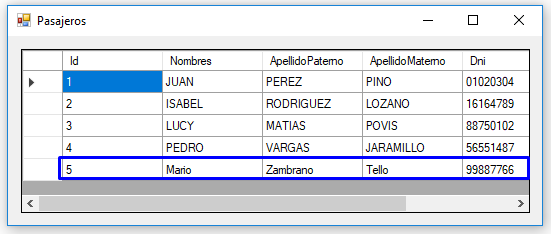 Pasajeros
Id Nombres ApellidoPaterno ApellidoMaterno Dni
1 JUAN PEREZ PINO 01020304
2 ISABEL RODRIGUEZ LOZANO 16164789
3 LUCY MATIAS POVIS 88750102
4 PEDRO VARGAS JARAMILLO 56551487
5 Mario Zambrano Tello 99887766